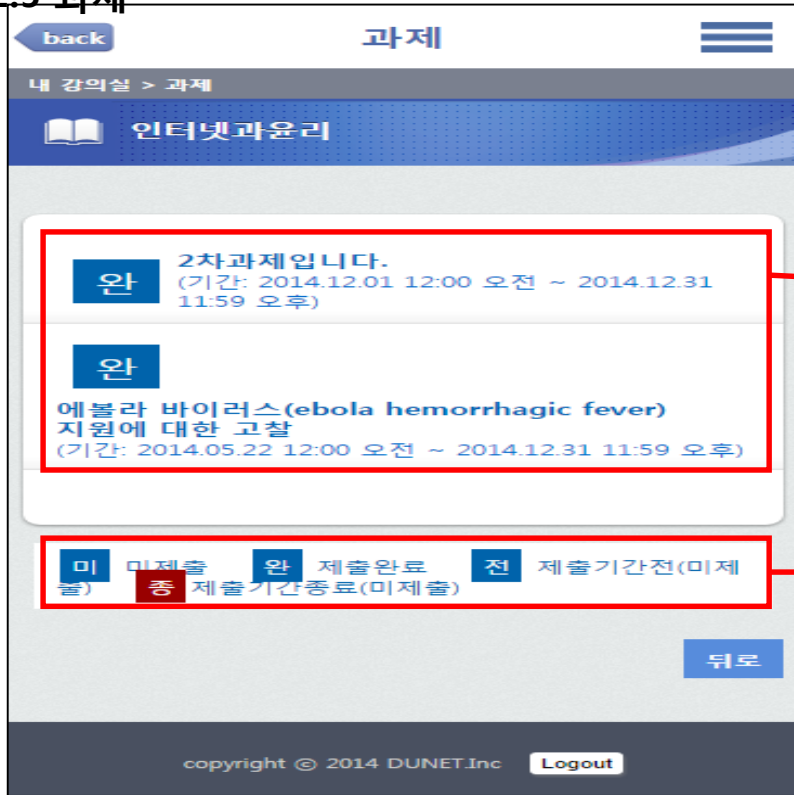 back
과제
내 강의실 > 과제
인터넷과윤리
완
2차과제입니다.
(기간: 2014.12.01 12:00 오전 ~ 2014.12.31
11:59 오후)
완
에볼라 바이러스(ebola hemorrhagic fever)
지원에 대한 고찰
(기간: 2014.05.22 12:00 오전 ~ 2014.12.31 11:59 오후)
미 미제출 완 제출완료 전 제출기간전(미제
출) 종 제출기간종료(미제출)
뒤로
copyright © 2014 DUNET.Inc Logout